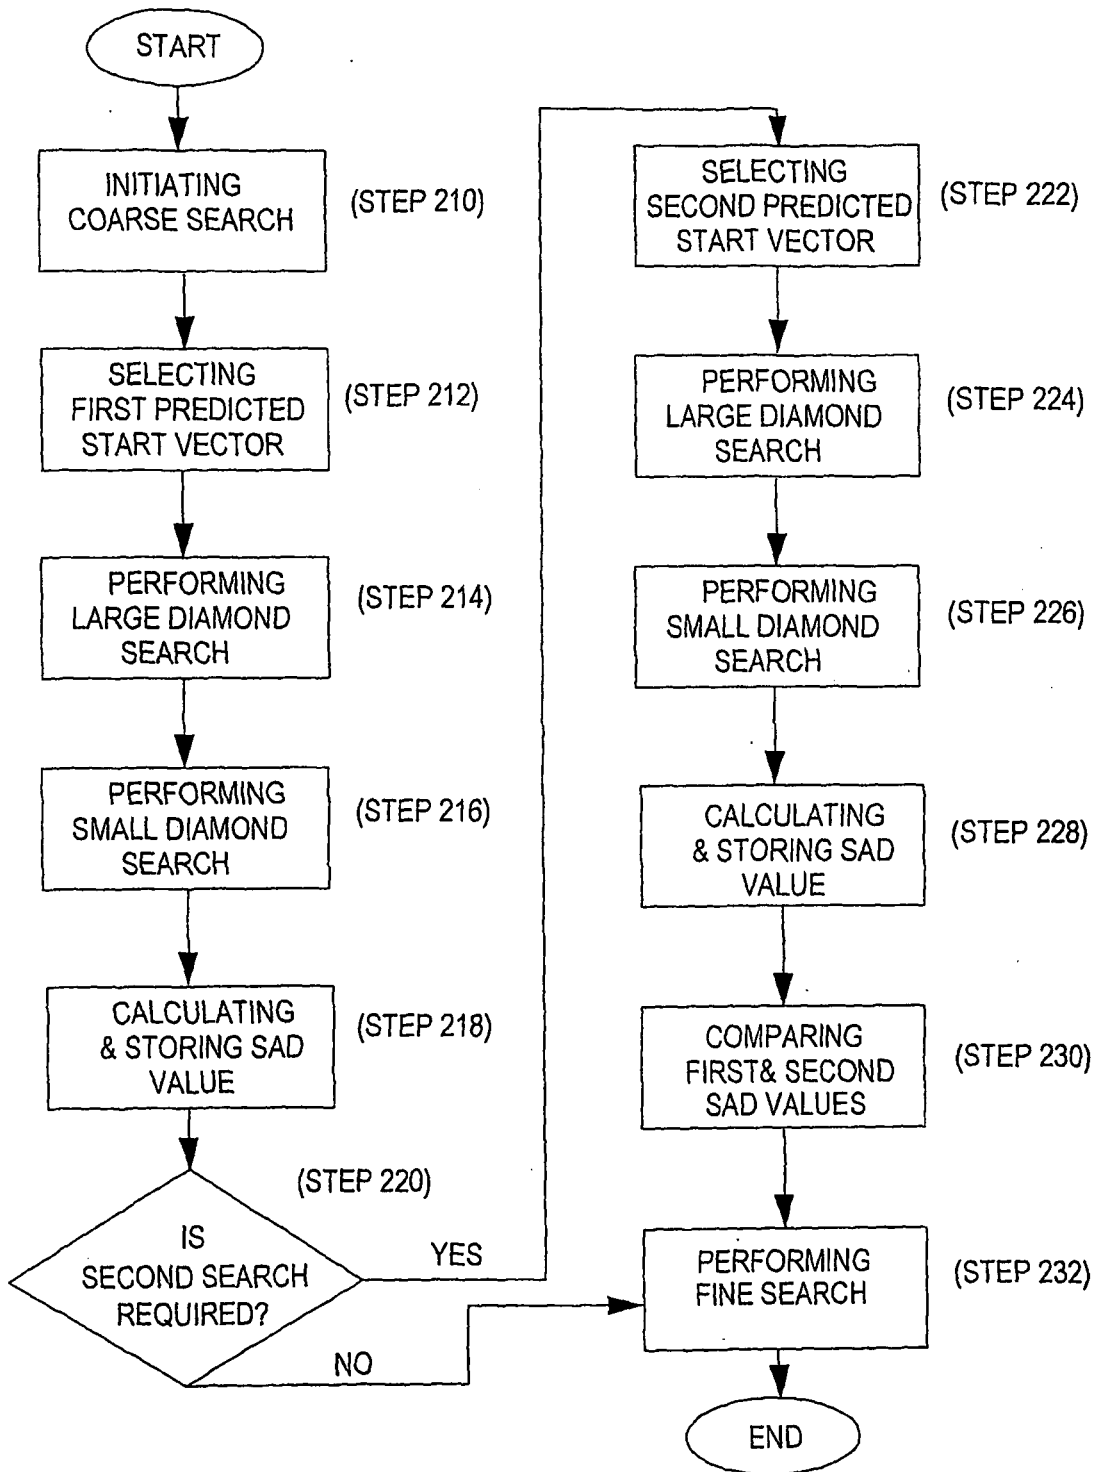 START
INITIATING
COARSE SEARCH
(STEP 210)
SELECTING
FIRST PREDICTED
START VECTOR
(STEP 212)
PERFORMING
LARGE DIAMOND
SEARCH
(STEP 214)
PERFORMING
SMALL DIAMOND
SEARCH
(STEP 216)
CALCULATING
& STORING SAD
VALUE
(STEP 218)
(STEP 220)
IS
SECOND SEARCH
REQUIRED?
YES
NO
SELECTING
SECOND PREDICTED
START VECTOR
(STEP 222)
PERFORMING
LARGE DIAMOND
SEARCH
(STEP 224)
PERFORMING
SMALL DIAMOND
SEARCH
(STEP 226)
CALCULATING
& STORING SAD
VALUE
(STEP 228)
COMPARING
FIRST& SECOND
SAD VALUES
(STEP 230)
PERFORMING
FINE SEARCH
(STEP 232)
END